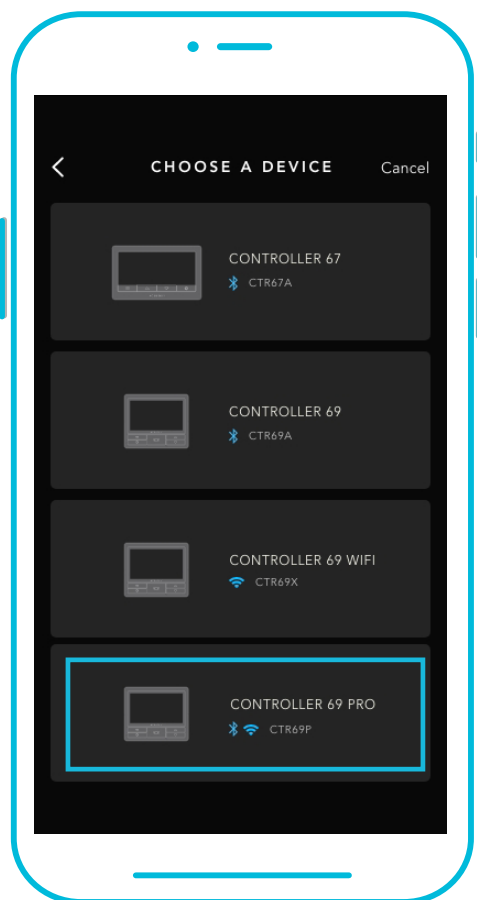 CHOOSE A DEVICE Cancel
CONTROLLER 67
CTR67A
CONTROLLER 69
CTR69A
CONTROLLER 69 WIFI
CTR69X
CONTROLLER 69 PRO
CTR69P